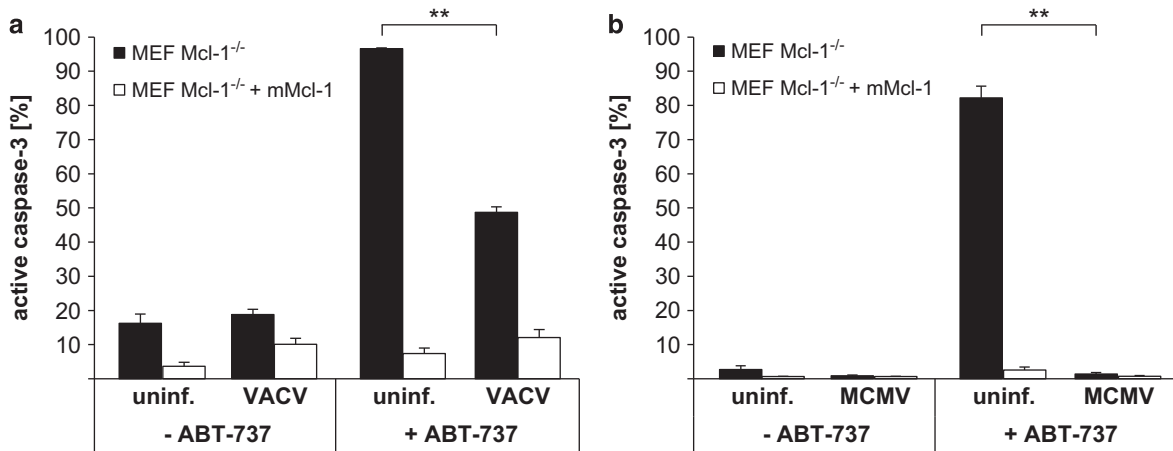 a
**
active caspase-3 [%]
100
90
80
70
60
50
40
30
20
10
MEF Mcl-1-/-
MEF Mcl-1-/- + mMcl-1
uninf. VACV uninf. VACV
- ABT-737 + ABT-737
b
**
active caspase-3 [%]
100
90
80
70
60
50
40
30
20
10
MEF Mcl-1-/-
MEF Mcl-1-/- + mMcl-1
uninf. MCMV uninf. MCMV
- ABT-737 + ABT-737